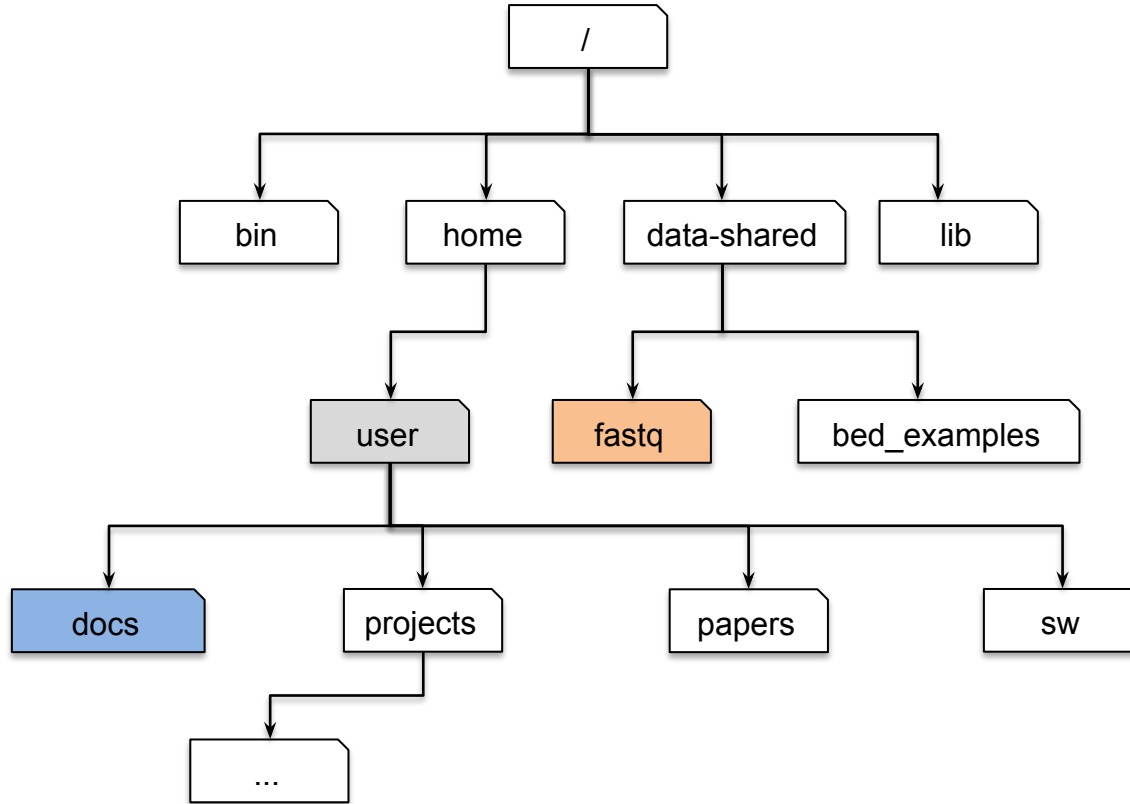 /
bin
home
data-shared
lib
user
fastq
bed_examples
docs
projects
papers
sw
...